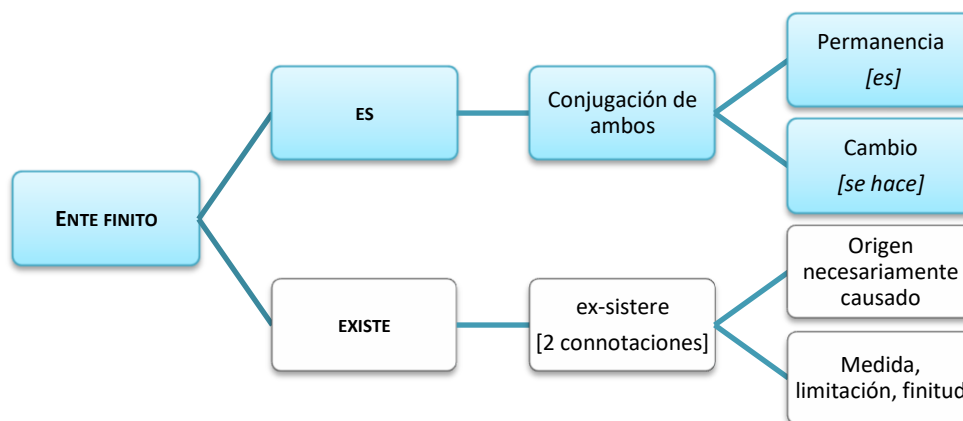 ENTE FINITO
ES
Conjugación de
ambos
Permanencia
[es]
Cambio
[se hace]
EXISTE
ex-sistere
[2 connotaciones]
Origen
necesariamente
causado
Medida,
limitación, finitud